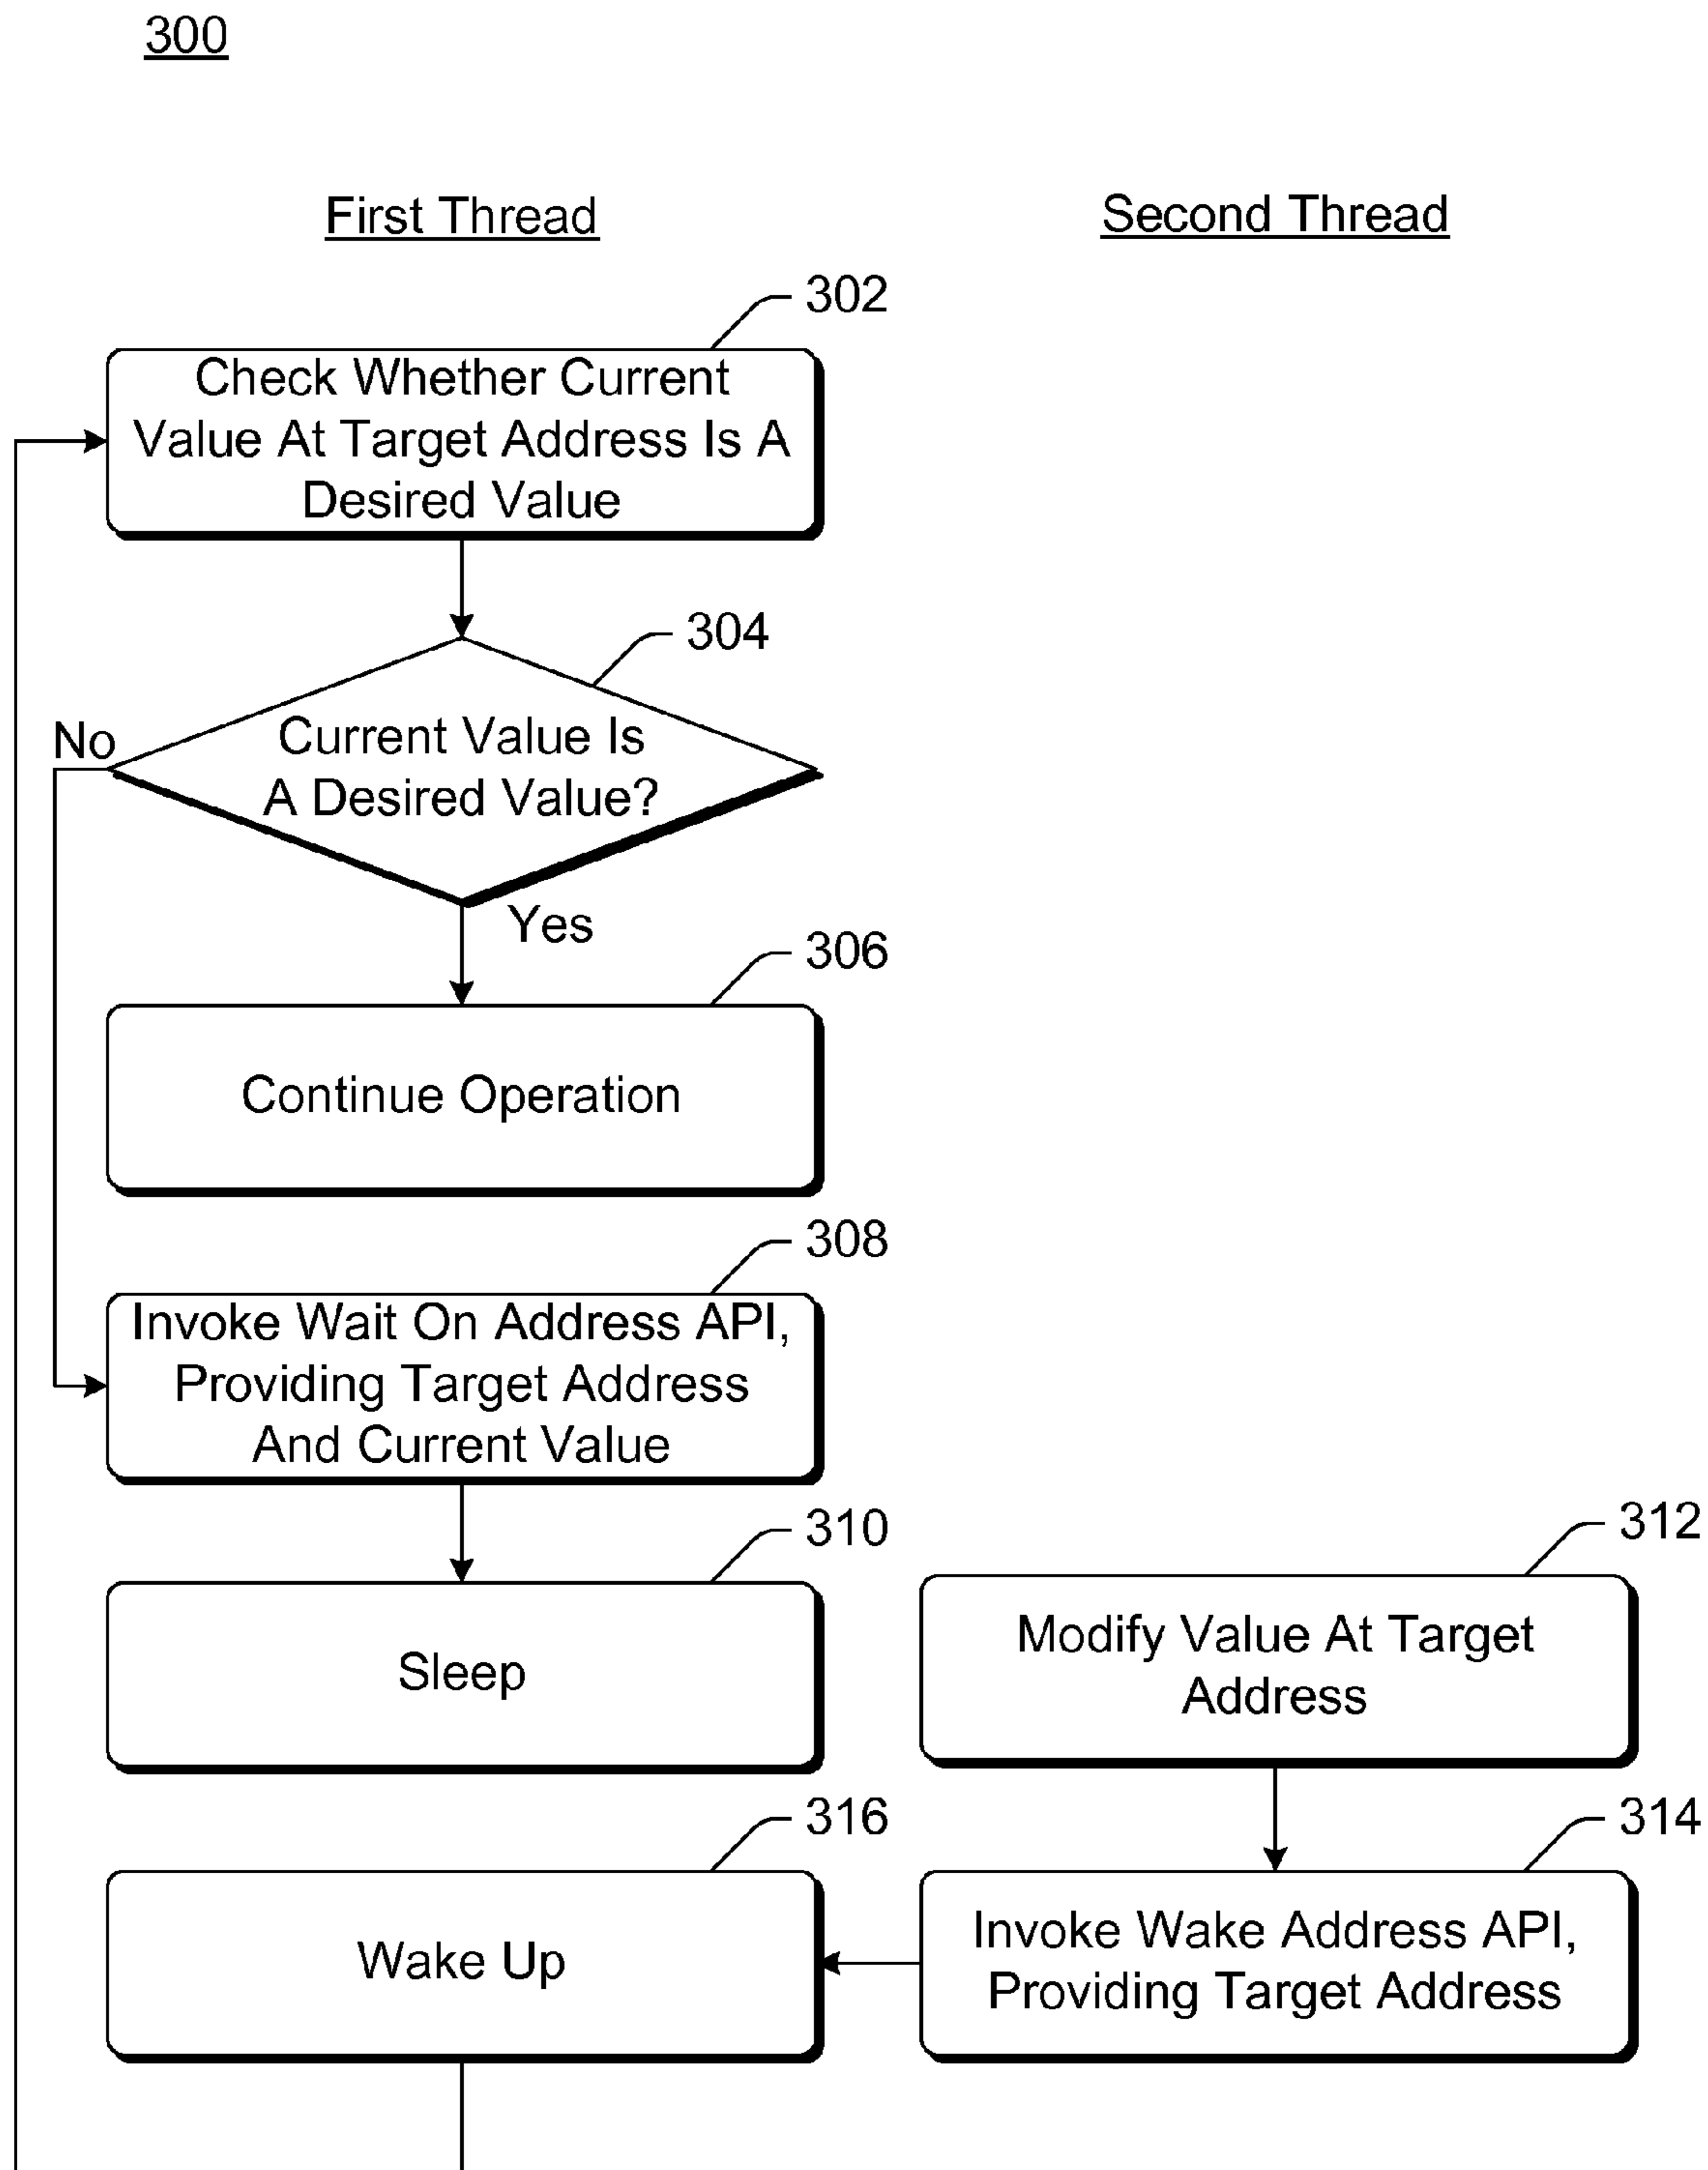 300
First Thread
Second Thread
302
Check Whether Current
Value At Target Address Is A
Desired Value
304
No
Current Value Is
A Desired Value?
Yes
306
Continue Operation
308
Invoke Wait On Address API,
Providing Target Address
And Current Value
310
Sleep
312
Modify Value At Target
Address
316
Wake Up
314
Invoke Wake Address API,
Providing Target Address